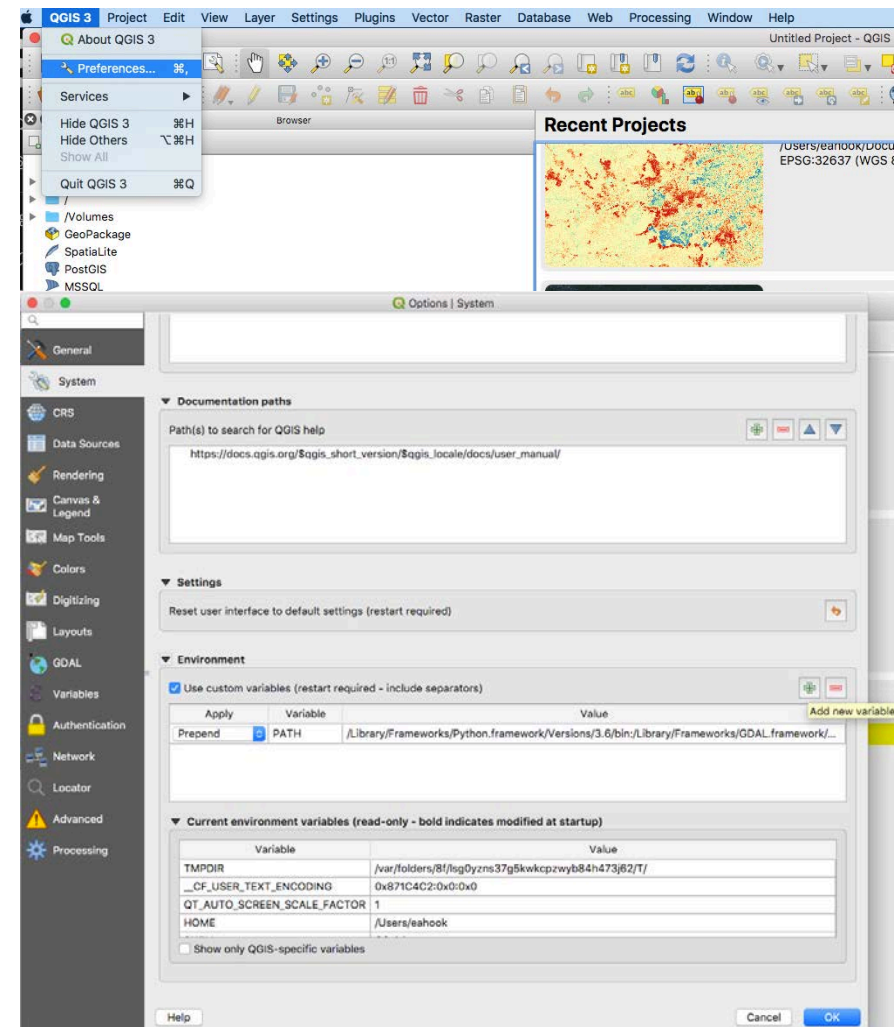 QGIS 3 Project Edit View Layer Settings Plugins Vector Raster Database Web Processing Window Help
About QGIS 3
Untitled Project - QGIS
Preferences... ⌘,
Services
Browser
Recent Projects
Hide QGIS 3 ⌘H
Hide Others ⌥⌘H
Show All
/Users/eahook/Docu
EPSG:32637 (WGS 8
Quit QGIS 3 ⌘Q
/
/Volumes
GeoPackage
SpatiaLite
PostGIS
MSSQL
Options | System
General
System
CRS
Data Sources
Rendering
Canvas &
Legend
Map Tools
Colors
Digitizing
Layouts
GDAL
Variables
Authentication
Network
Locator
Advanced
Processing
Documentation paths
Path(s) to search for QGIS help
https://docs.qgis.org/$qgis_short_version/$qgis_locale/docs/user_manual/
Settings
Reset user interface to default settings (restart required)
Environment
Use custom variables (restart required - include separators)
Add new variable
Apply Variable Value
Prepend PATH /Library/Frameworks/Python.framework/Versions/3.6/bin:/Library/Frameworks/GDAL.framework/...
Current environment variables (read-only - bold indicates modified at startup)
Variable Value
TMPDIR /var/folders/8f/lsg0yzns37g5kwkcpzwyb84h473j62/T/
__CF_USER_TEXT_ENCODING 0x871C4C2:0x0:0x0
QT_AUTO_SCREEN_SCALE_FACTOR 1
HOME /Users/eahook
Show only QGIS-specific variables
Help Cancel OK